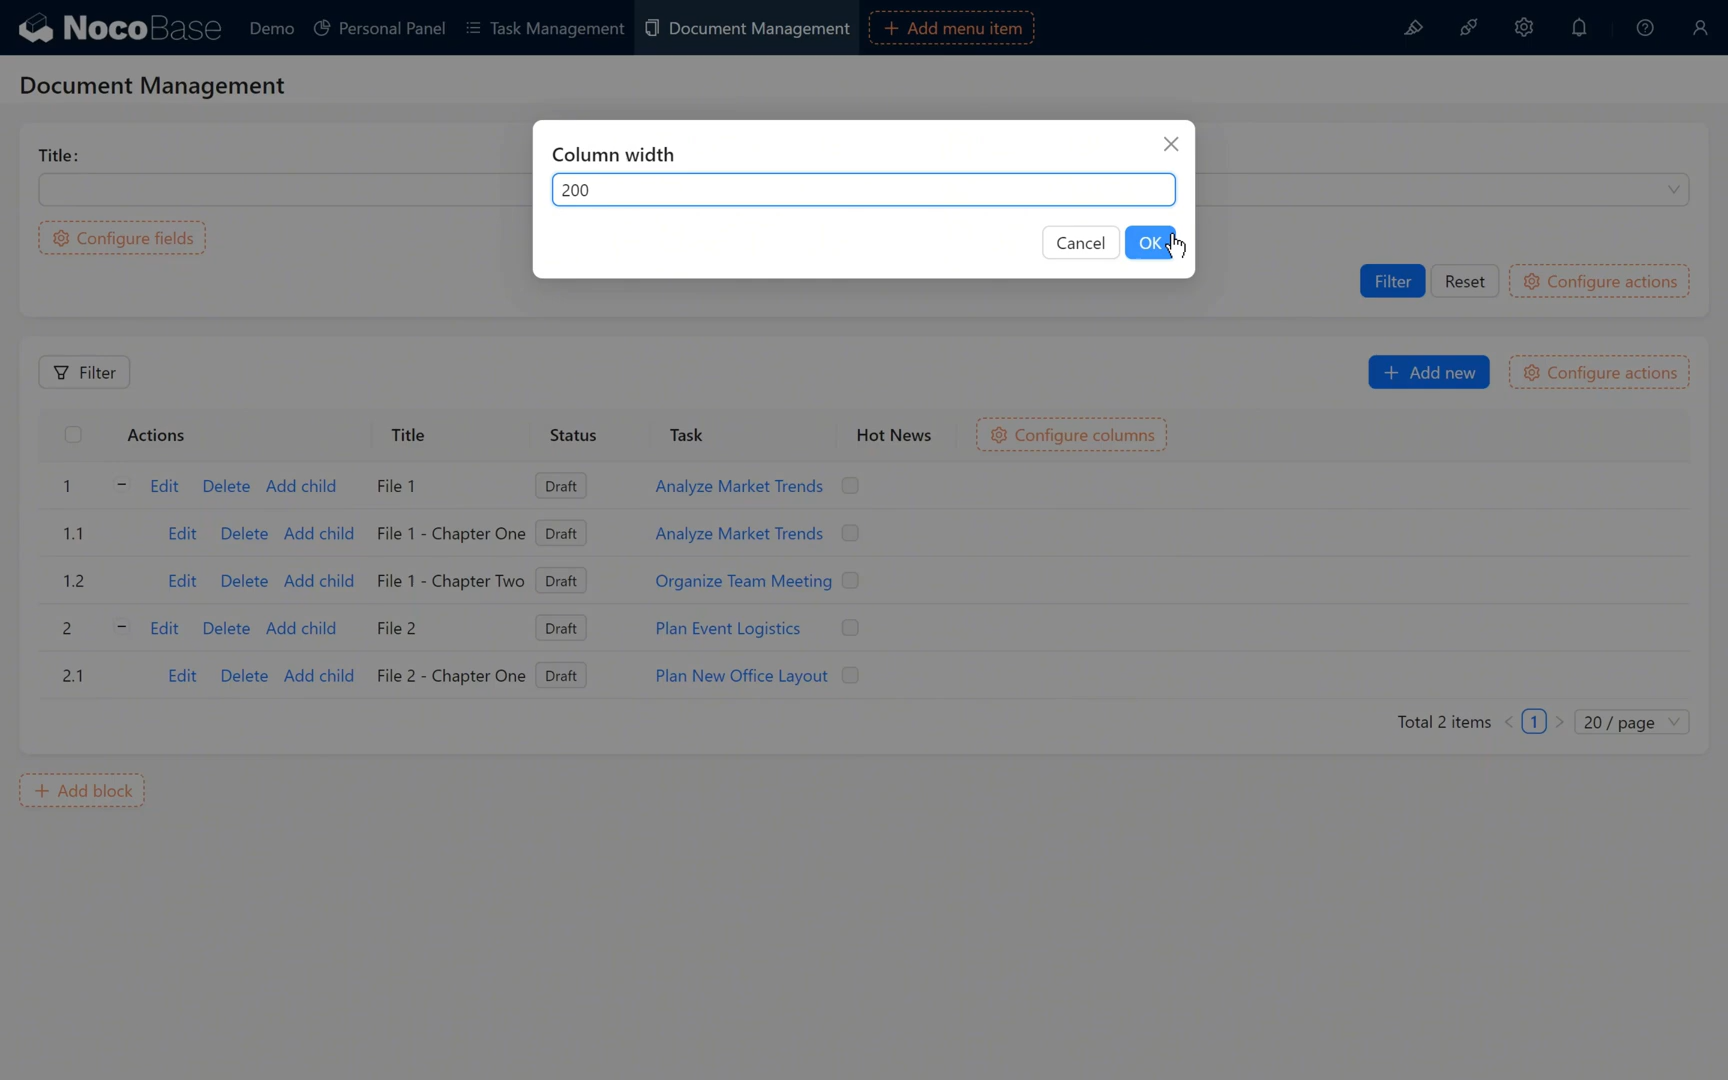 NocoBase Demo Personal Panel Task Management Document Management + Add menu item
Document Management
Column width
Title :
200
Configure fields
Cancel OK
Filter Reset Configure actions
Filter + Add new Configure actions
Actions Title Status Task Hot News Configure columns
1 Edit Delete Add child File 1 Draft Analyze Market Trends
1.1 Edit Delete Add child File 1 - Chapter One Draft Analyze Market Trends
1.2 Edit Delete Add child File 1 - Chapter Two Draft Organize Team Meeting
2 Edit Delete Add child File 2 Draft Plan Event Logistics
2.1 Edit Delete Add child File 2 - Chapter One Draft Plan New Office Layout
Total 2 items < 1 > 20 / page
+ Add block